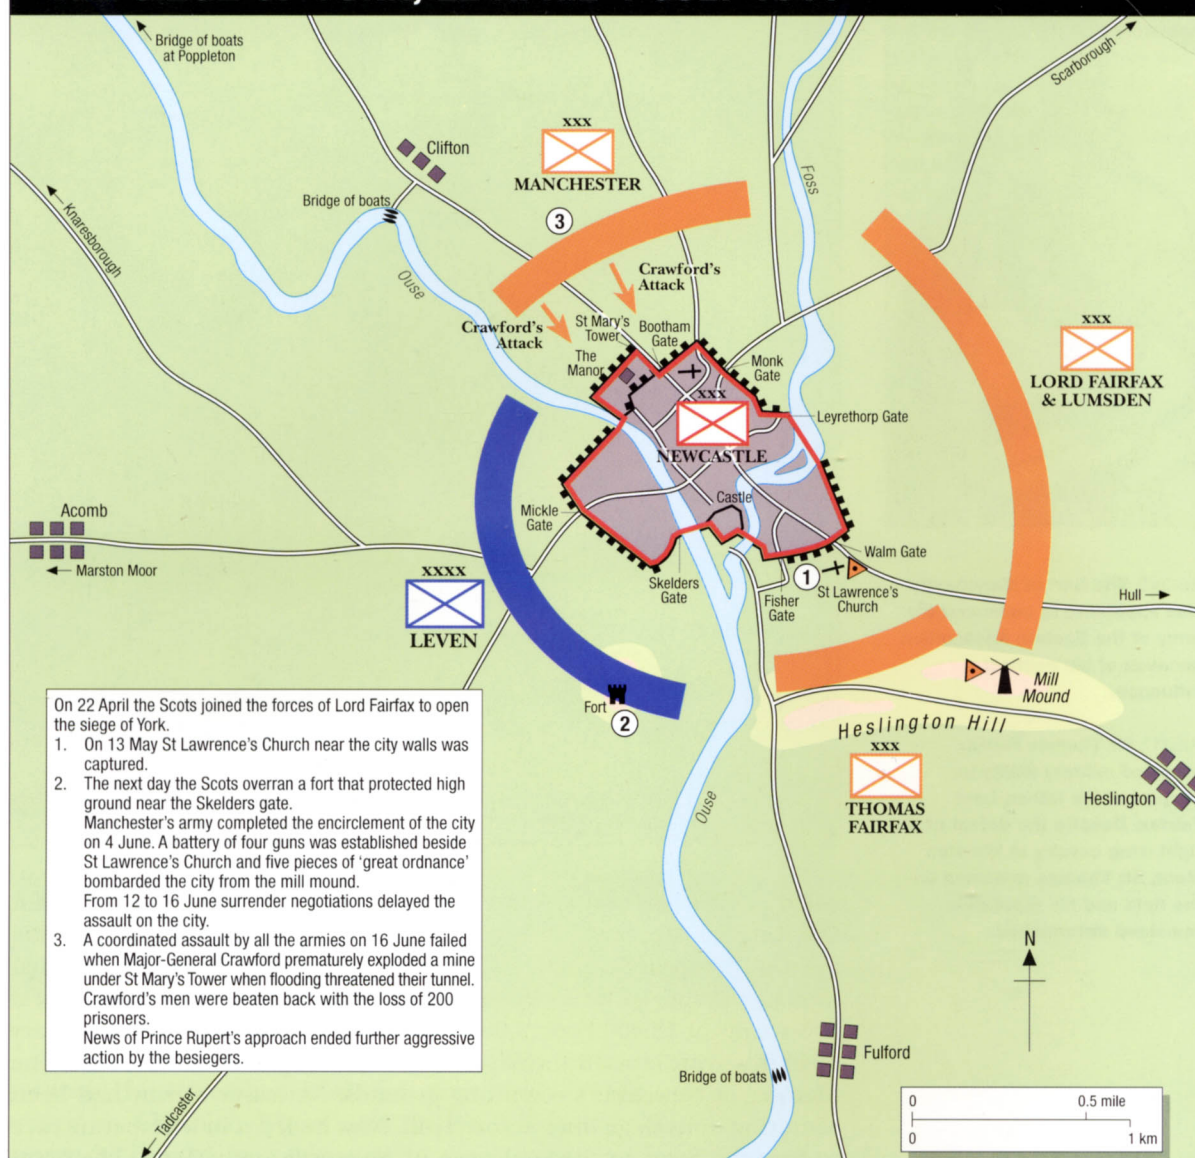 Bridge of boats
at Poppleton
Scarborough
Clifton
xxx
MANCHESTER
Foss
Bridge of boats
3
Knaresborough
Ouse
Crawford's
Attack
Crawford's
Attack
St Mary's
Tower
Bootham
Gate
The
Manor
Monk
Gate
xxx
LORD FAIRFAX
& LUMSDEN
xxx
NEWCASTLE
Leyrethorp Gate
Castle
Mickle
Gate
Acomb
Marston Moor
Walm Gate
1
St Lawrence's
Church
Skelders
Gate
Fisher
Gate
Hull
xxxx
LEVEN
Mill
Mound
Fort
2
Heslington Hill
xxx
THOMAS
FAIRFAX
Heslington
Ouse
On 22 April the Scots joined the forces of Lord Fairfax to open
the siege of York.
1. On 13 May St Lawrence's Church near the city walls was
captured.
2. The next day the Scots overran a fort that protected high
ground near the Skelders gate.
Manchester's army completed the encirclement of the city
on 4 June. A battery of four guns was established beside
St Lawrence's Church and five pieces of 'great ordnance'
bombarded the city from the mill mound.
From 12 to 16 June surrender negotiations delayed the
assault on the city.
3. A coordinated assault by all the armies on 16 June failed
when Major-General Crawford prematurely exploded a mine
under St Mary's Tower when flooding threatened their tunnel.
Crawford's men were beaten back with the loss of 200
prisoners.
News of Prince Rupert's approach ended further aggressive
action by the besiegers.
N
Fulford
Bridge of boats
Tadcaster
0 0.5 mile
0 1 km